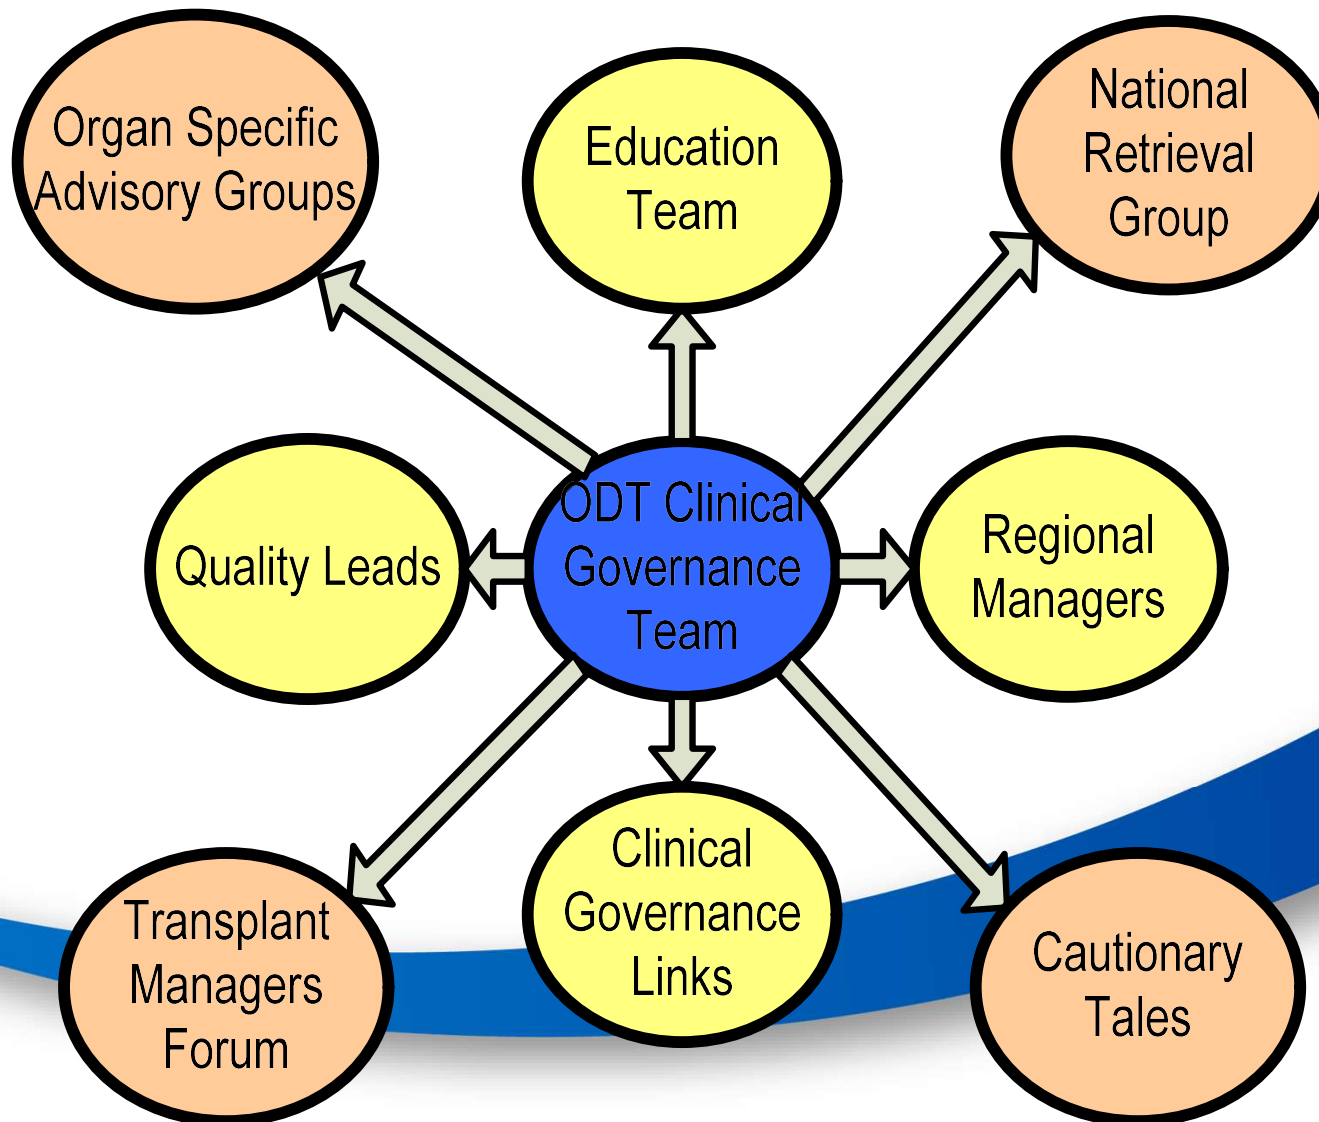 Organ Specific
Advisory Groups
Education
Team
National
Retrieval
Group
Quality Leads
ODT Clinical
Governance
Team
Regional
Managers
Transplant
Managers
Forum
Clinical
Governance
Links
Cautionary
Tales